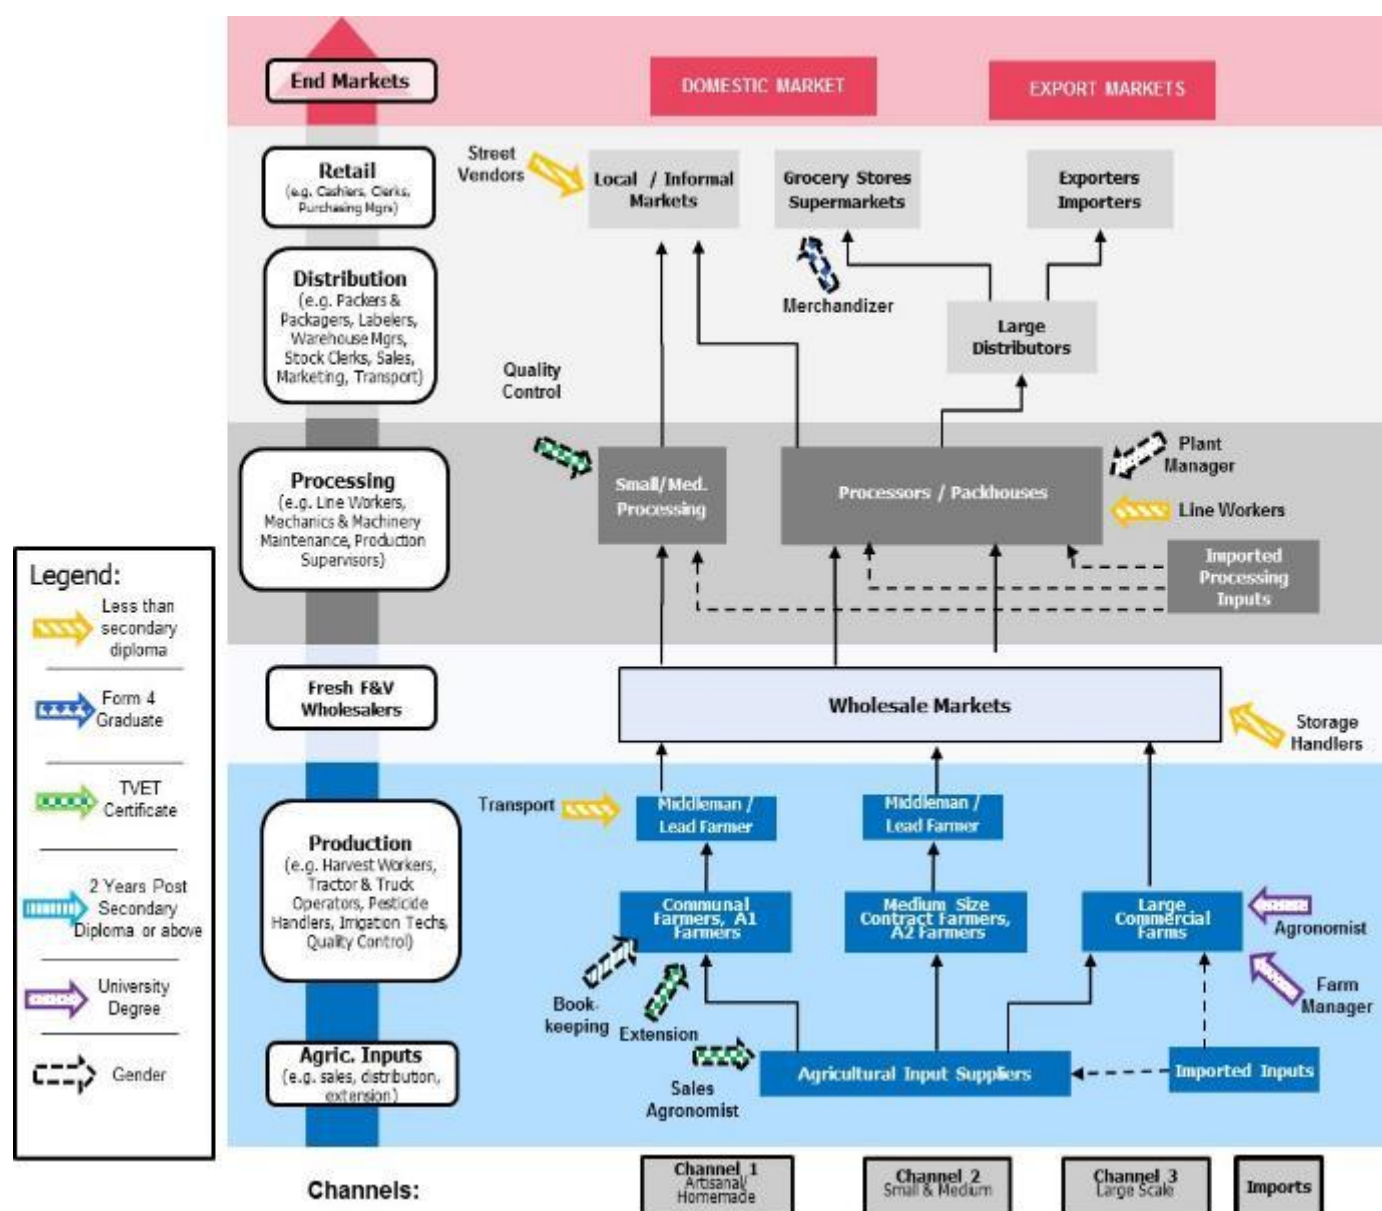 End Markets
DOMESTIC MARKET
EXPORT MARKETS
Retail
(e.g. Cashiers, Clerks,
Purchasing Mgrs)
Street
Vendors
Local / Informal
Markets
Grocery Stores
Supermarkets
Exporters
Importers
Distribution
(e.g. Packers &
Packagers, Labelers,
Warehouse Mgrs,
Stock Clerks, Sales,
Marketing, Transport)
Merchandizer
Large
Distributors
Quality
Control
Processing
(e.g. Line Workers,
Mechanics & Machinery
Maintenance, Production
Supervisors)
Small/Med.
Processing
Processors / Packhouses
Plant
Manager
Line Workers
Imported
Processing
Inputs
Fresh F&V
Wholesalers
Wholesale Markets
Storage
Handlers
Production
(e.g. Harvest Workers,
Tractor & Truck
Operators, Pesticide
Handlers, Irrigation Techs,
Quality Control)
Transport
Middleman /
Lead Farmer
Middleman /
Lead Farmer
Communal
Farmers, A1
Farmers
Medium Size
Contract Farmers,
A2 Farmers
Large
Commercial
Farms
Agronomist
Farm
Manager
Book-
keeping
Extension
Agric. Inputs
(e.g. sales, distribution,
extension)
Sales
Agronomist
Agricultural Input Suppliers
Imported Inputs
Channels:
Channel 1
Artisanal/
Homemade
Channel 2
Small & Medium
Channel 3
Large Scale
Imports
Legend:
Less than
secondary
diploma
Form 4
Graduate
TVET
Certificate
2 Years Post
Secondary
Diploma or above
University
Degree
Gender